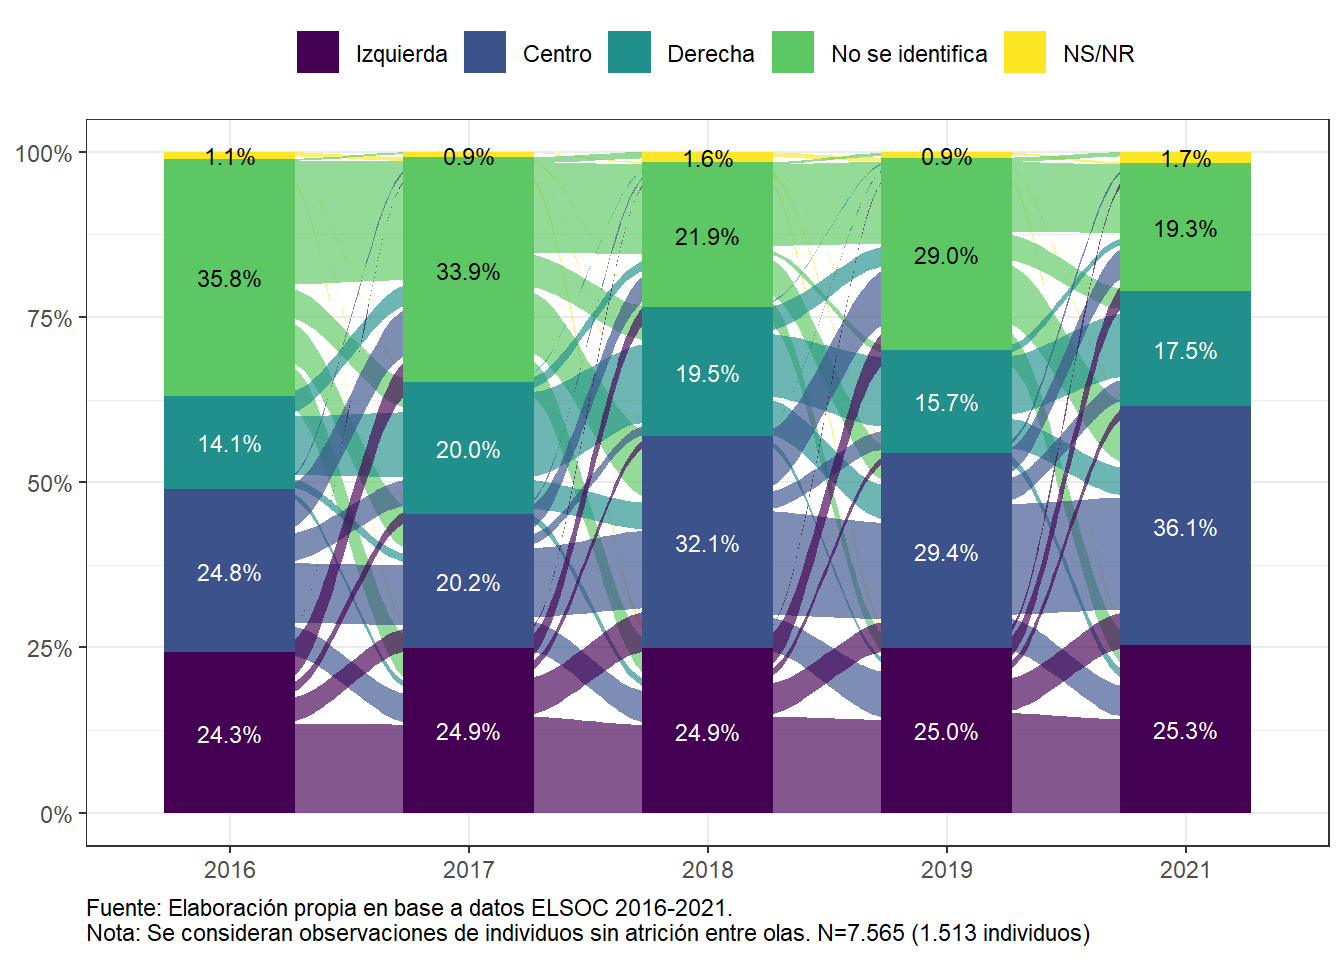 Izquierda Centro Derecha No se identifica NS/NR
100%
75%
50%
25%
0%
1.1% 0.9% 1.6% 0.9% 1.7%
35.8% 33.9% 21.9% 29.0% 19.3%
14.1% 20.0% 19.5% 15.7% 17.5%
24.8% 20.2% 32.1% 29.4% 36.1%
24.3% 24.9% 24.9% 25.0% 25.3%
2016 2017 2018 2019 2021
Fuente: Elaboración propia en base a datos ELSOC 2016-2021.
Nota: Se consideran observaciones de individuos sin atrición entre olas. N=7.565 (1.513 individuos)